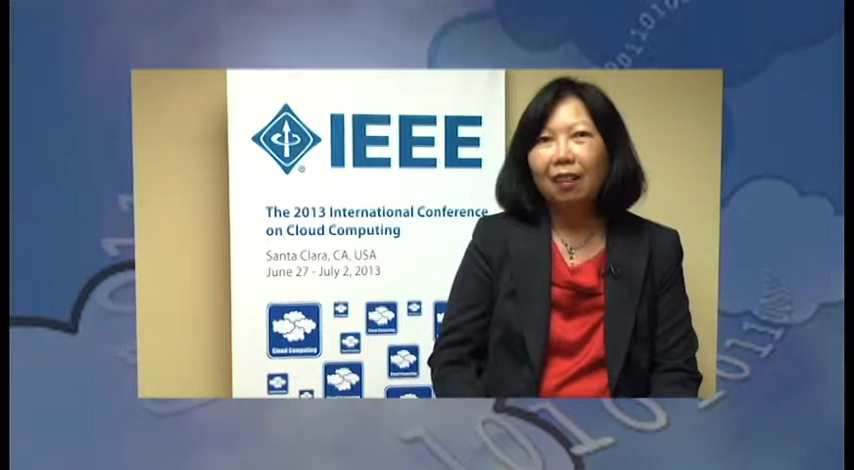 IEEE
®
The 2013 International Conference
on Cloud Computing
Santa Clara, CA, USA
June 27 - July 2, 2013
Cloud Computing